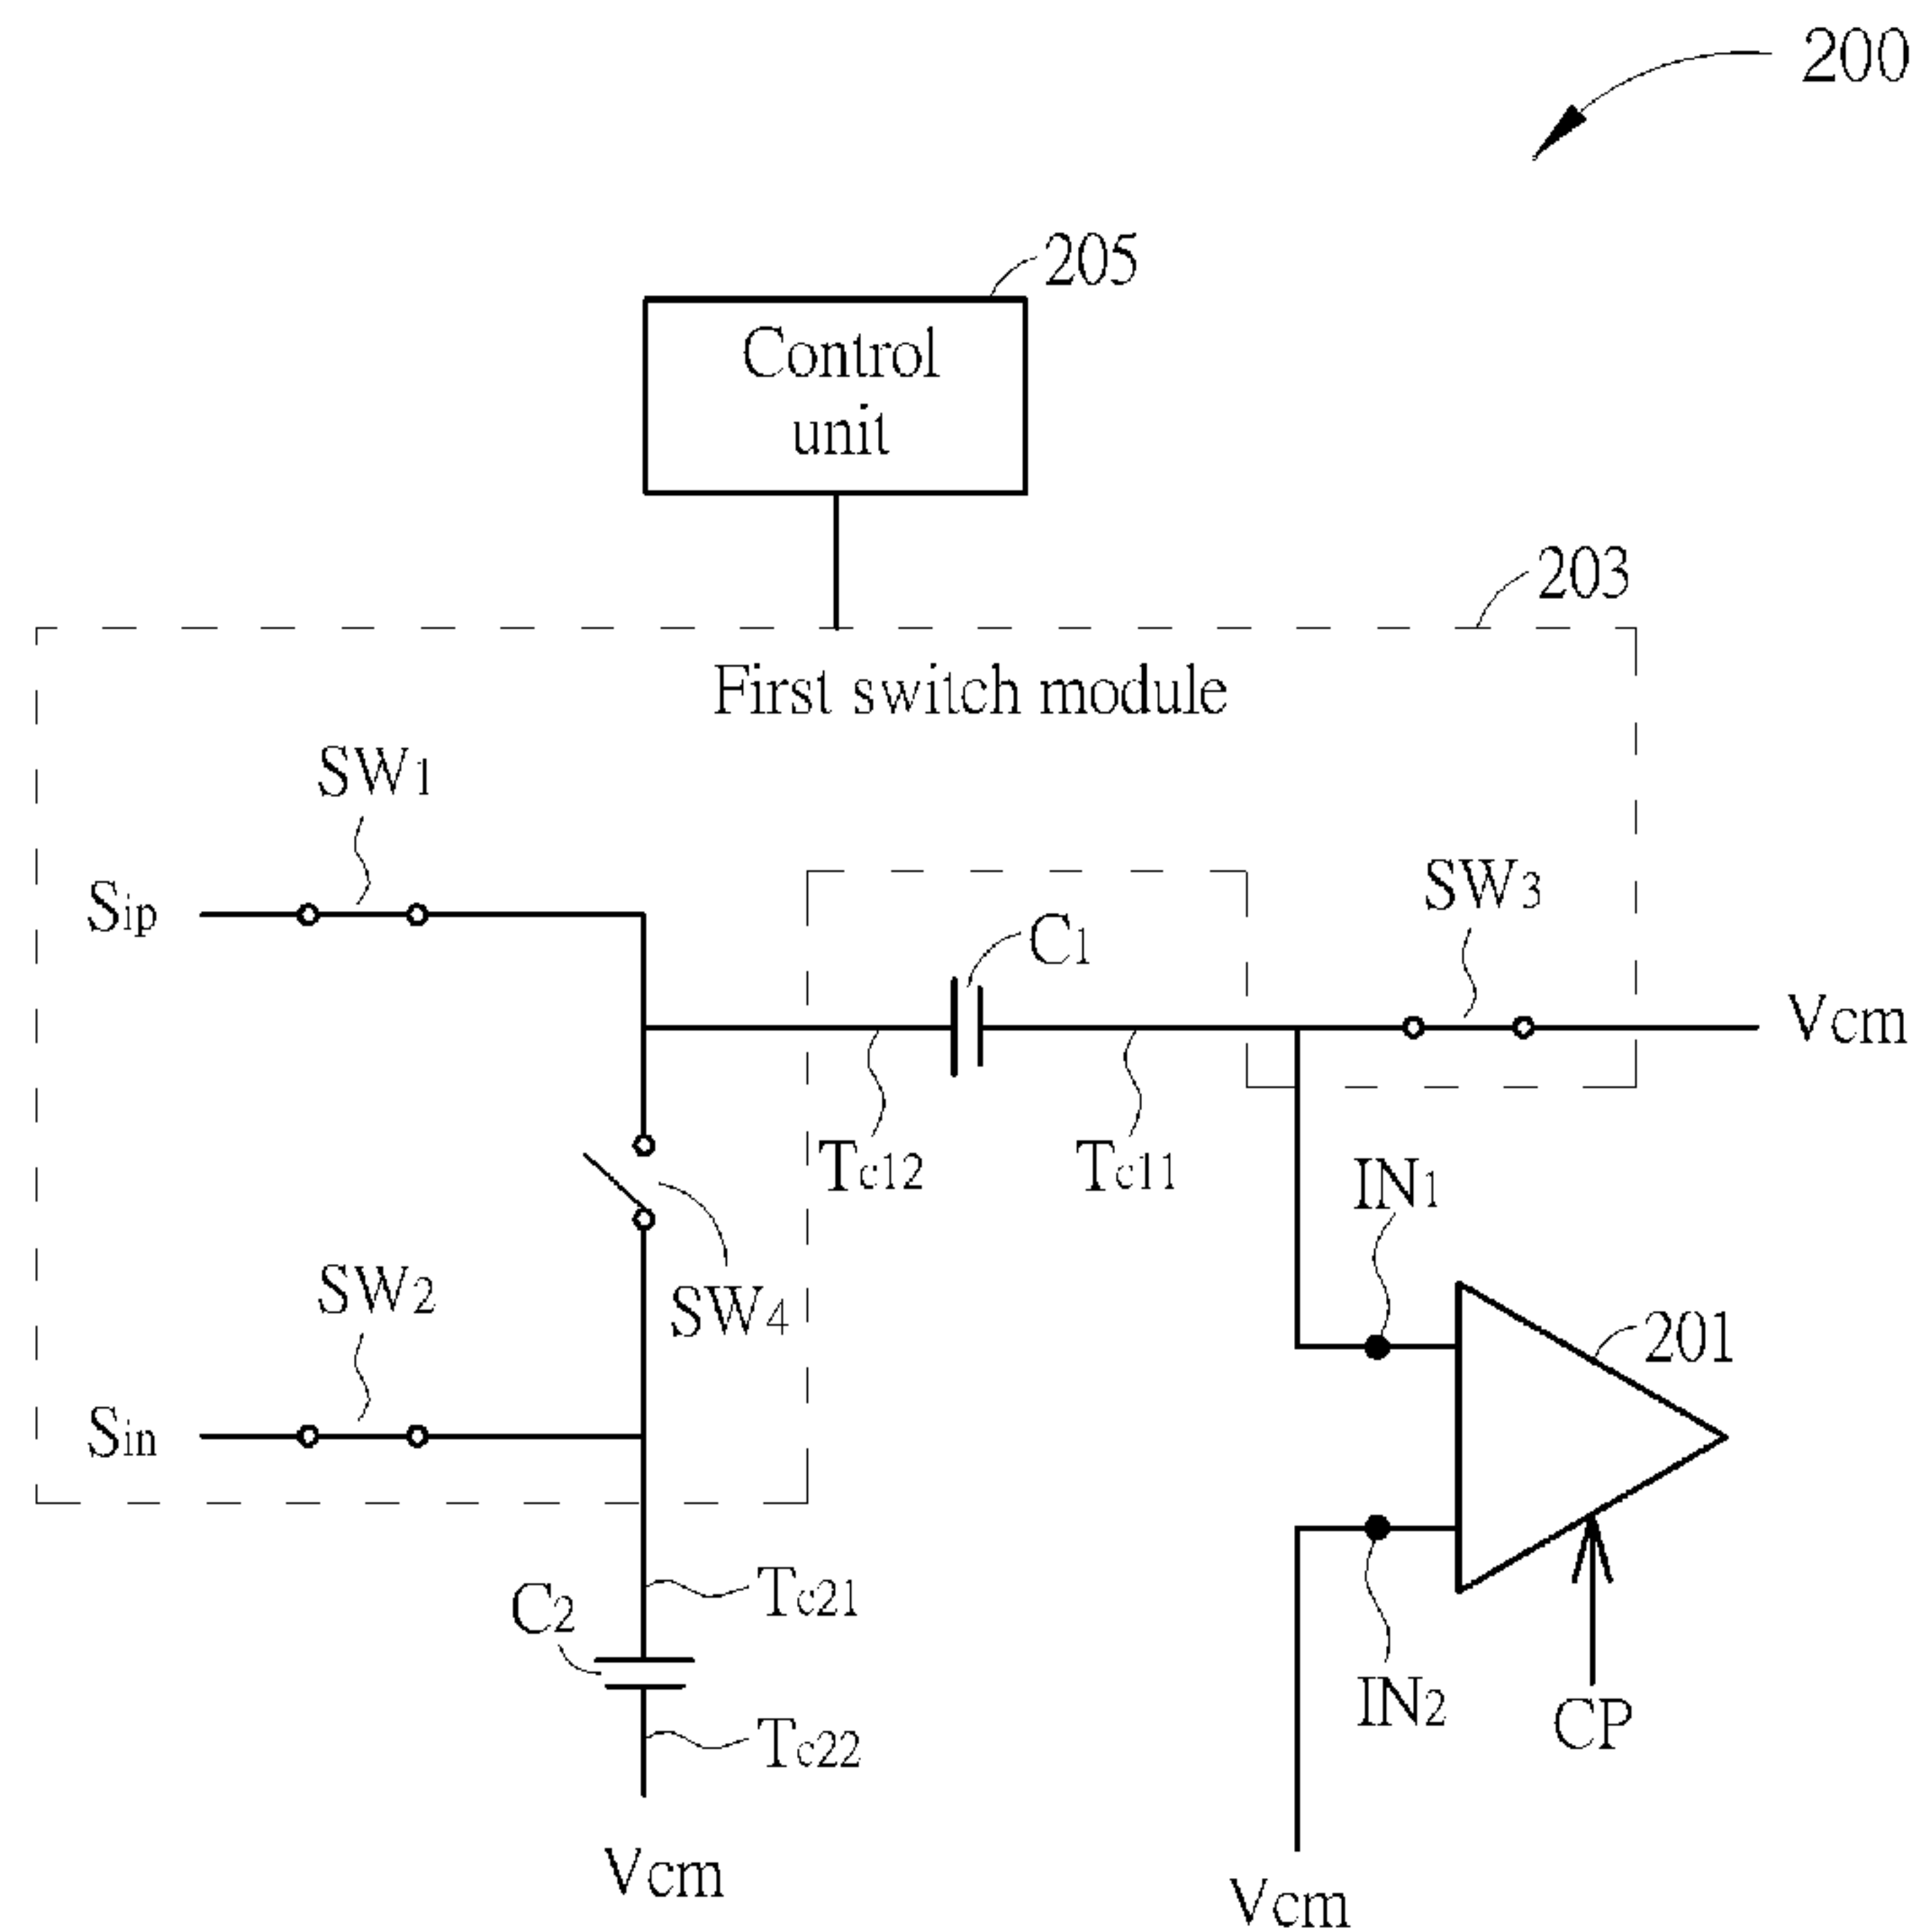 200
205
Control
unit
203
First switch module
SW1
Sip
SW3
C1
Vcm
Tc12
Tc11
IN1
SW2
SW4
201
Sin
Tc21
C2
IN2
CP
Tc22
Vcm
Vcm